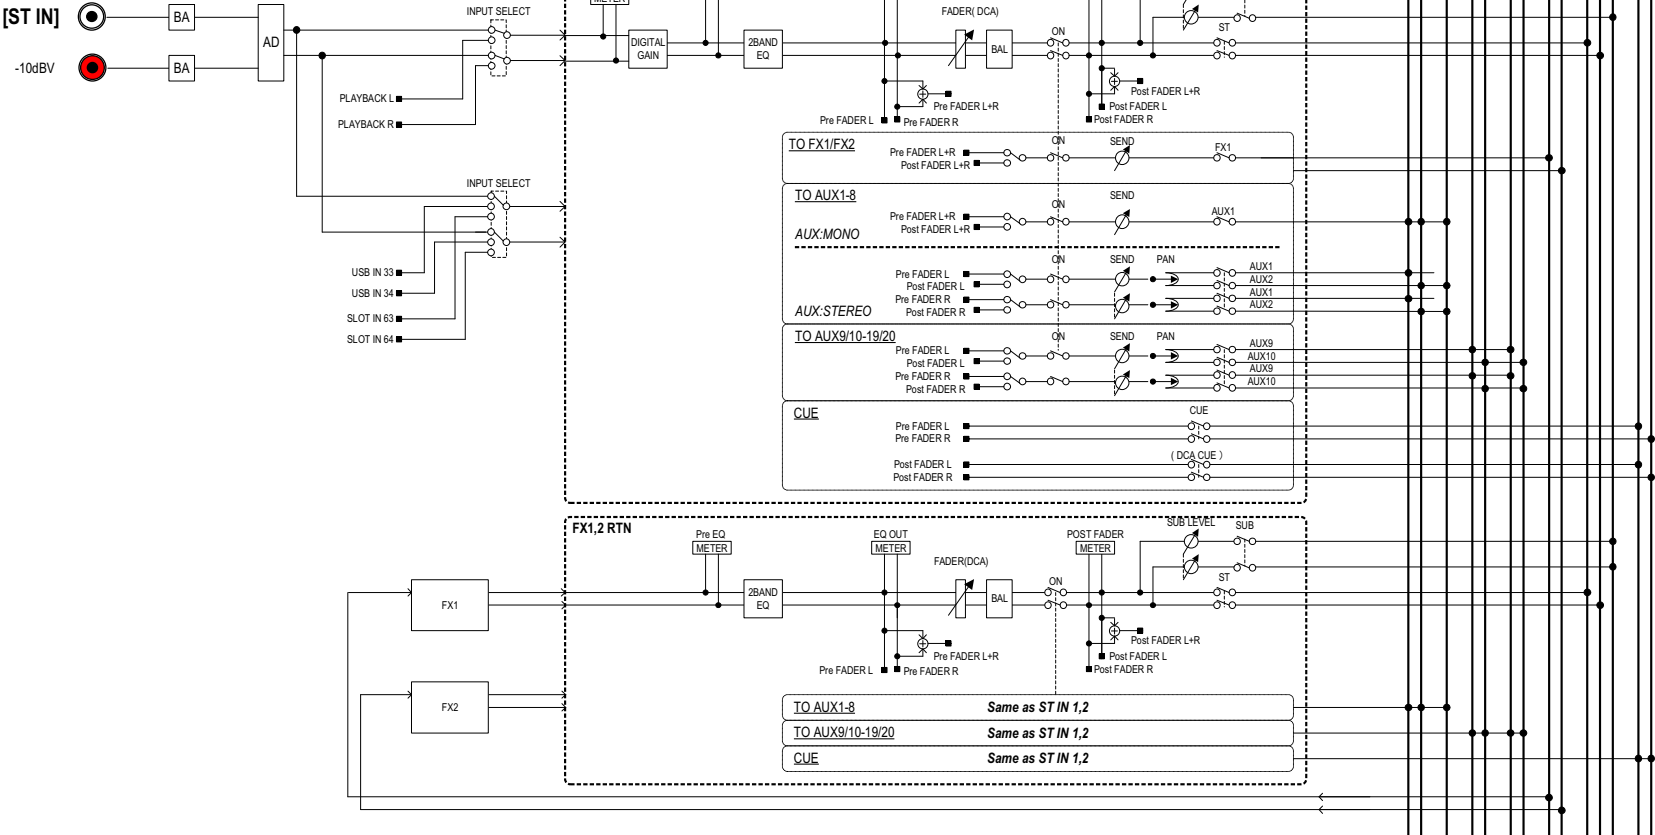 [ST IN]
-10dBV
BA
BA
AD
INPUT SELECT
PLAYBACK L
PLAYBACK R
INPUT SELECT
USB IN 33
USB IN 34
SLOT IN 63
SLOT IN 64
METER
DIGITAL
GAIN
2BAND
EQ
FADER( DCA)
BAL
ON
ST
Pre FADER L+R
Pre FADER L
Pre FADER R
Post FADER L+R
Post FADER L
Post FADER R
TO FX1/FX2
Pre FADER L+R
Post FADER L+R
ON
SEND
FX1
TO AUX1-8
Pre FADER L+R
Post FADER L+R
ON
SEND
AUX1
AUX:MONO
Pre FADER L
Post FADER L
Pre FADER R
Post FADER R
ON
SEND
PAN
AUX1
AUX2
AUX1
AUX2
AUX:STEREO
TO AUX9/10-19/20
Pre FADER L
Post FADER L
Pre FADER R
Post FADER R
ON
SEND
PAN
AUX9
AUX10
AUX9
AUX10
CUE
Pre FADER L
Pre FADER R
Post FADER L
Post FADER R
CUE
( DCA CUE )
FX1,2 RTN
Pre EQ
METER
EQ OUT
METER
POST FADER
METER
SUB LEVEL
SUB
FX1
FX2
2BAND
EQ
FADER(DCA)
BAL
ON
ST
Pre FADER L+R
Pre FADER L
Pre FADER R
Post FADER L+R
Post FADER L
Post FADER R
TO AUX1-8
Same as ST IN 1,2
TO AUX9/10-19/20
Same as ST IN 1,2
CUE
Same as ST IN 1,2